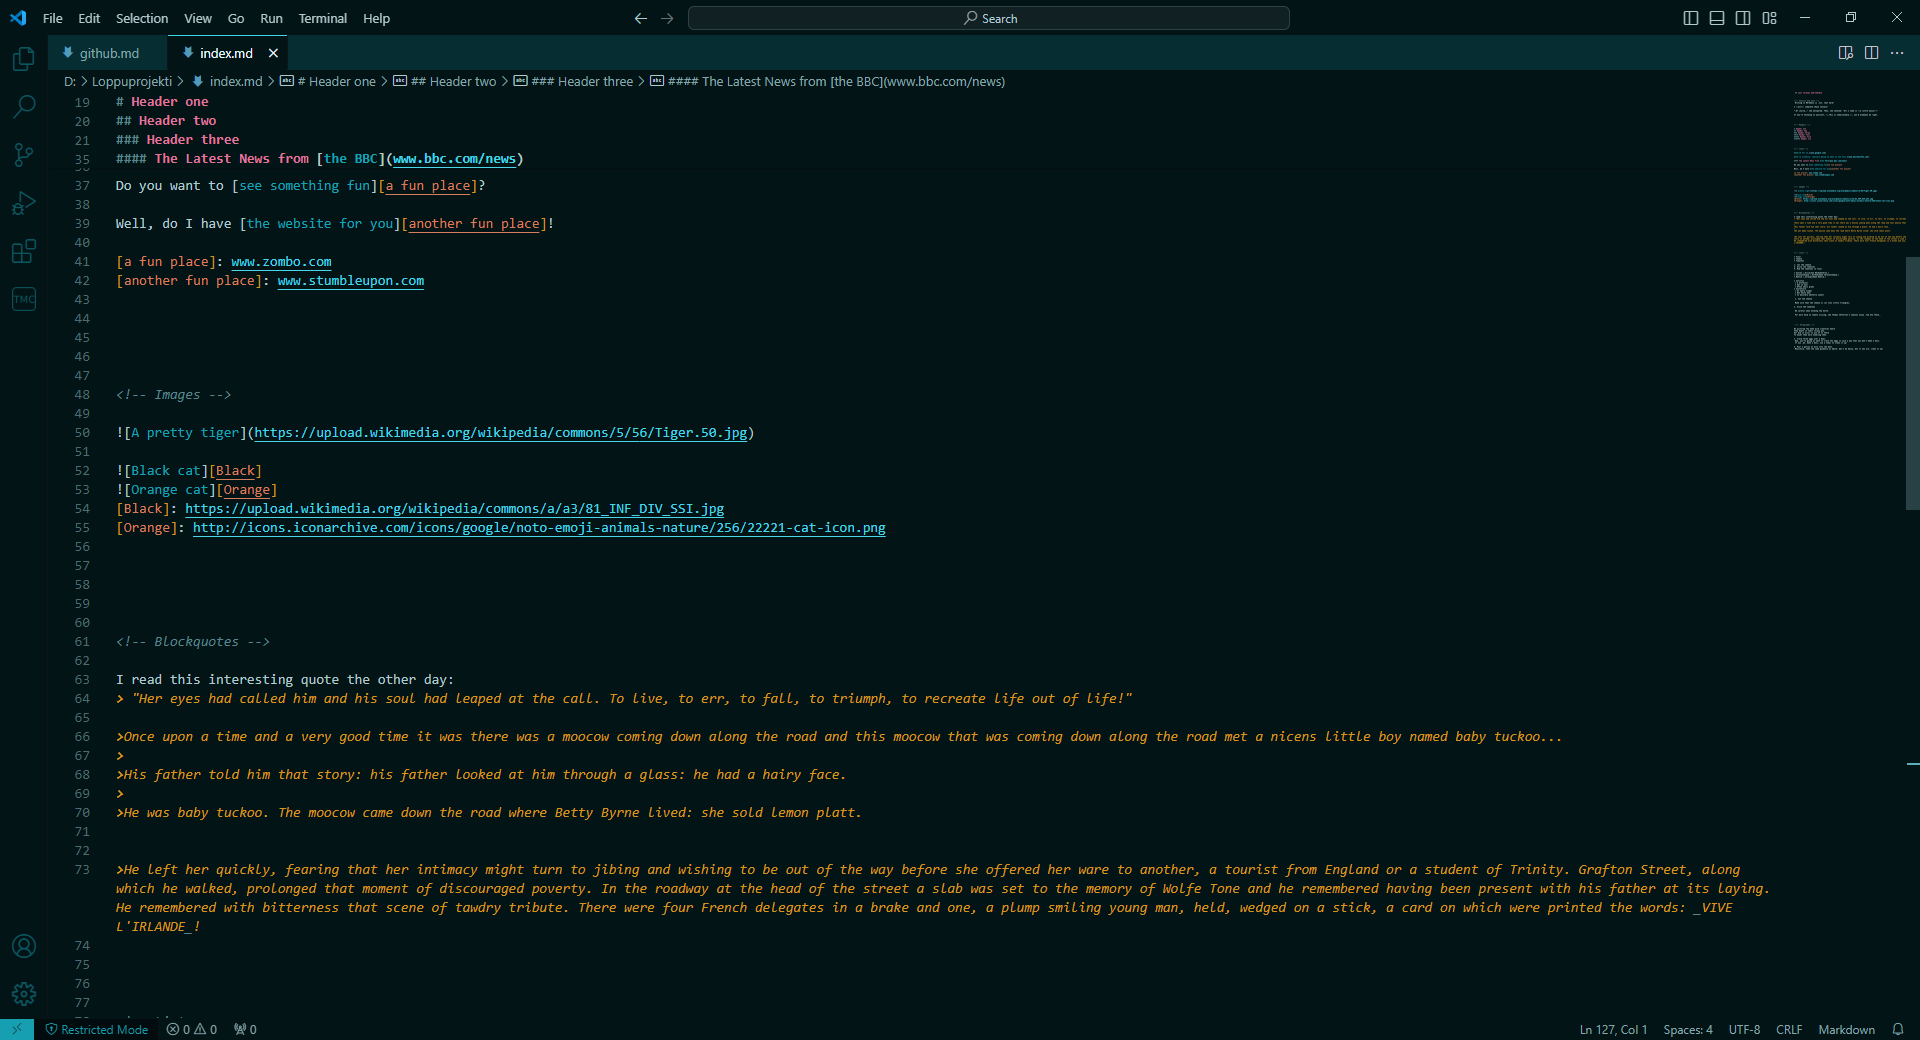 File Edit Selection View Go Run Terminal Help
Search
github.md
index.md
D: > Loppuprojekti > index.md > # Header one > ## Header two > ### Header three > #### The Latest News from [the BBC](www.bbc.com/news)
19 # Header one
20 ## Header two
21 ### Header three
35 #### The Latest News from [the BBC](www.bbc.com/news)
37 Do you want to [see something fun][a fun place]?
38
39 Well, do I have [the website for you][another fun place]!
40
41 [a fun place]: www.zombo.com
42 [another fun place]: www.stumbleupon.com
43
44
45
46
47
48 <!-- Images -->
49
50 ![A pretty tiger](https://upload.wikimedia.org/wikipedia/commons/5/56/Tiger.50.jpg)
51
52 ![Black cat][Black]
53 ![Orange cat][Orange]
54 [Black]: https://upload.wikimedia.org/wikipedia/commons/a/a3/81_INF_DIV_SSI.jpg
55 [Orange]: http://icons.iconarchive.com/icons/google/noto-emoji-animals-nature/256/22221-cat-icon.png
56
57
58
59
60
61 <!-- Blockquotes -->
62
63 I read this interesting quote the other day:
64 > "Her eyes had called him and his soul had leaped at the call. To live, to err, to fall, to triumph, to recreate life out of life!"
65
66 >Once upon a time and a very good time it was there was a moocow coming down along the road and this moocow that was coming down along the road met a nicens little boy named baby tuckoo...
67 >
68 >His father told him that story: his father looked at him through a glass: he had a hairy face.
69 >
70 >He was baby tuckoo. The moocow came down the road where Betty Byrne lived: she sold lemon platt.
71
72
73 >He left her quickly, fearing that her intimacy might turn to jibing and wishing to be out of the way before she offered her ware to another, a tourist from England or a student of Trinity. Grafton Street, along
which he walked, prolonged that moment of discouraged poverty. In the roadway at the head of the street a slab was set to the memory of Wolfe Tone and he remembered having been present with his father at its laying.
He remembered with bitterness that scene of tawdry tribute. There were four French delegates in a brake and one, a plump smiling young man, held, wedged on a stick, a card on which were printed the words: _VIVE
L'IRLANDE_!
74
75
76
77
TMC
Restricted Mode 0 0 0
Ln 127, Col 1 Spaces: 4 UTF-8 CRLF Markdown